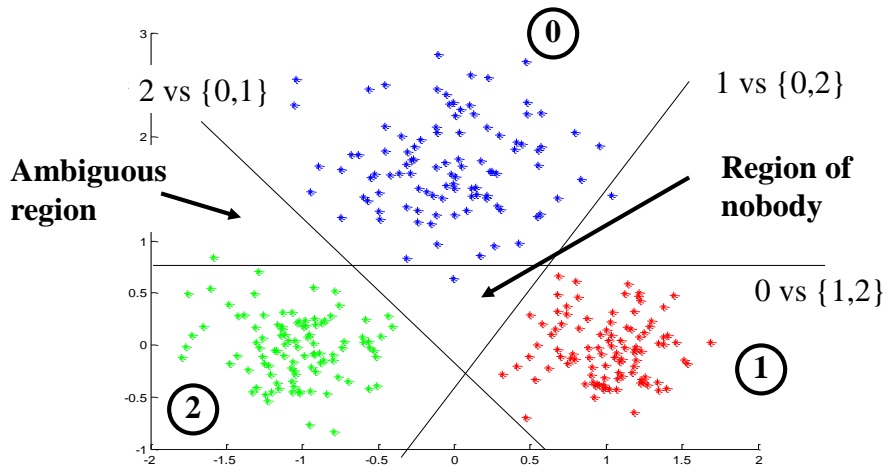 0
3
2 vs {0,1}
1 vs {0,2}
2
Ambiguous
region
Region of
nobody
1
0.5
0 vs {1,2}
0
1
-0.5
2
-1
-2
-1.5
-1
-0.5
0
0.5
1
1.5
2